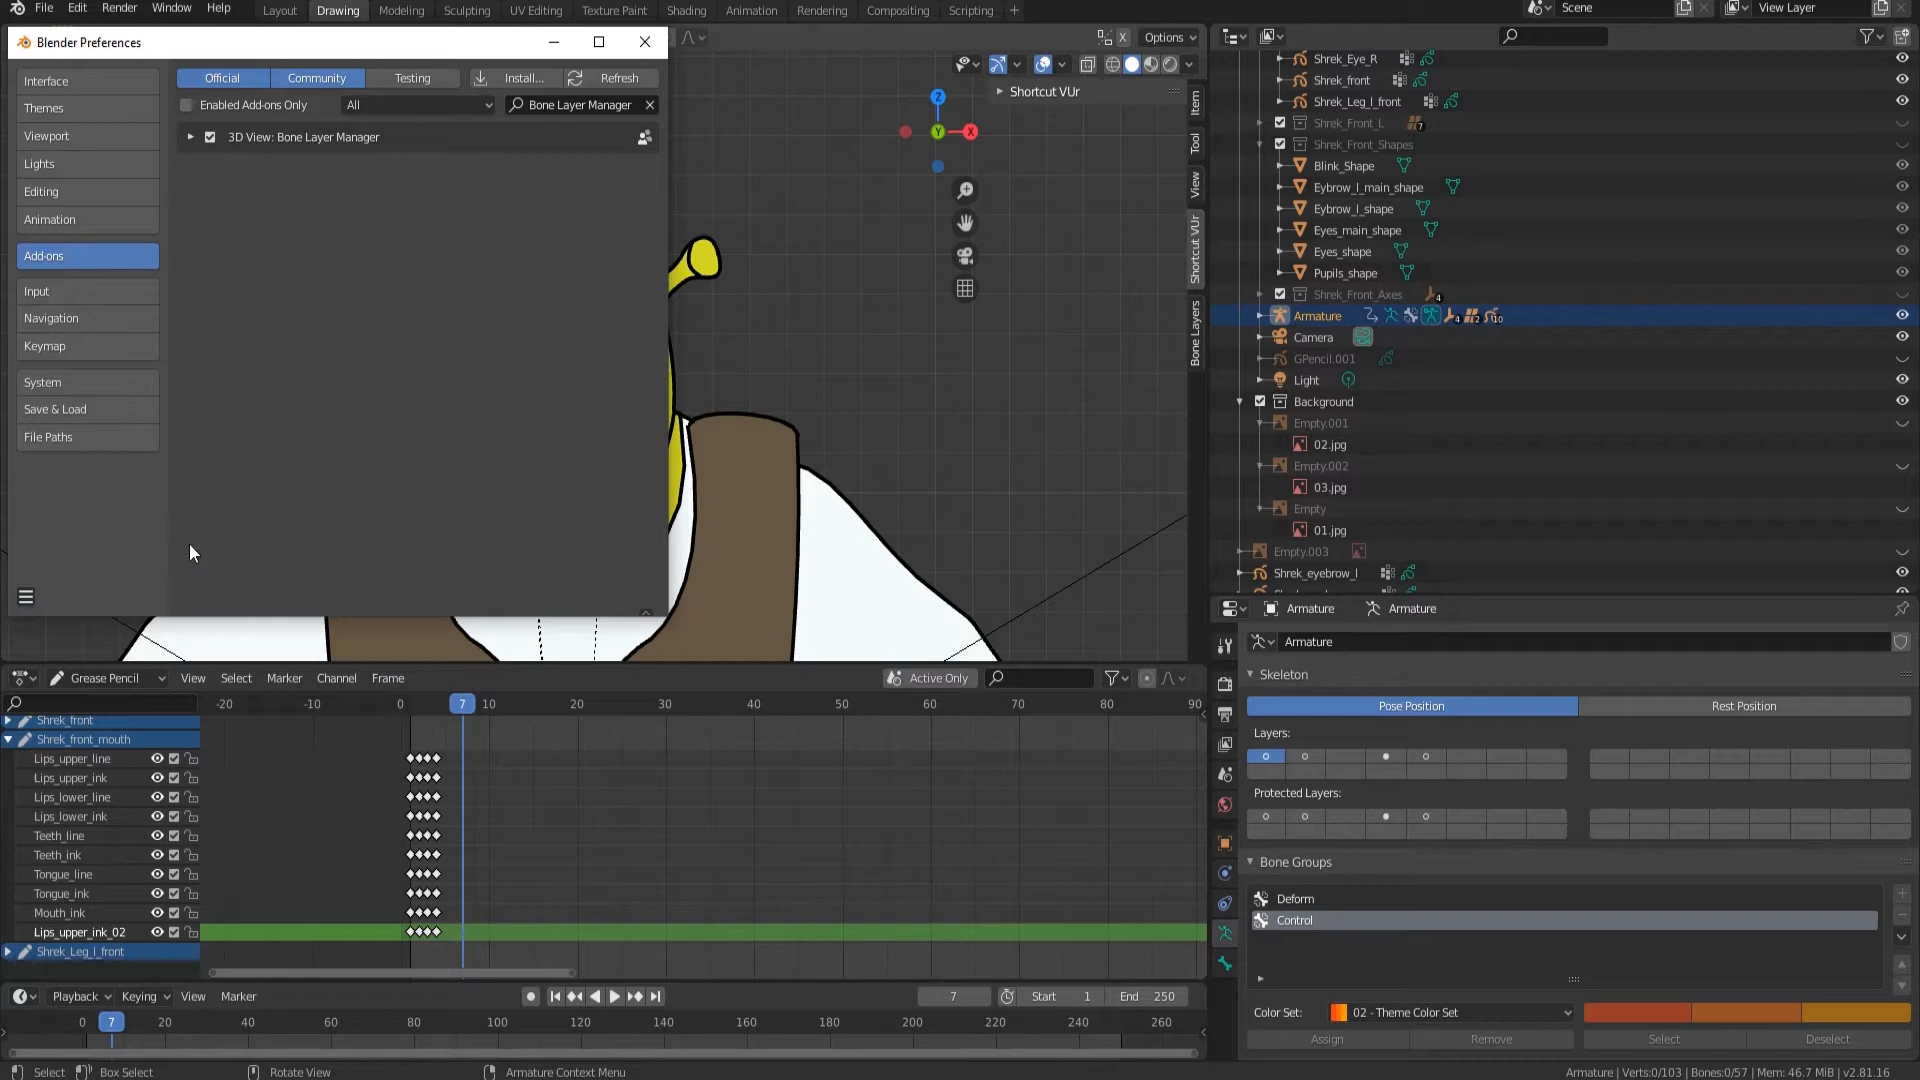 File Edit Render Window Help
Layout Drawing Modeling Sculpting UV Editing Texture Paint Shading Animation Rendering Compositing Scripting
Scene
View Layer
Blender Preferences
Options
Interface
Themes
Viewport
Lights
Editing
Animation
Add-ons
Input
Navigation
Keymap
System
Save & Load
File Paths
Official Community Testing Install... Refresh
Enabled Add-ons Only All Bone Layer Manager
3D View: Bone Layer Manager
Z
Y
X
Shortcut VUr
Item
Tool
View
Shortcut VUr
Bone Layers
Shrek_Eye_R
Shrek_front
Shrek_Leg_l_front
Shrek_Front_L 7
Shrek_Front_Shapes
Blink_Shape
Eybrow_l_main_shape
Eybrow_l_shape
Eyes_main_shape
Eyes_shape
Pupils_shape
Shrek_Front_Axes 4
Armature 4 2 10
Camera
GPencil.001
Light
Background
Empty.001
02.jpg
Empty.002
03.jpg
Empty
01.jpg
Empty.003
Shrek_eyebrow_l
Armature Armature
Armature
Skeleton
Pose Position Rest Position
Layers:
Protected Layers:
Bone Groups
Deform
Control
Color Set: 02 - Theme Color Set
Assign Remove Select Deselect
Grease Pencil View Select Marker Channel Frame Active Only
-20 -10 0 7 10 20 30 40 50 60 70 80 90
Shrek_front
Shrek_front_mouth
Lips_upper_line
Lips_upper_ink
Lips_lower_line
Lips_lower_ink
Teeth_line
Teeth_ink
Tongue_line
Tongue_ink
Mouth_ink
Lips_upper_ink_02
Shrek_Leg_l_front
Playback Keying View Marker 7 Start 1 End 250
0 7 20 40 60 80 100 120 140 160 180 200 220 240 260
Select Box Select Rotate View Armature Context Menu Armature | Verts:0/103 | Bones:0/57 | Mem: 46.7 MiB | v2.81.16